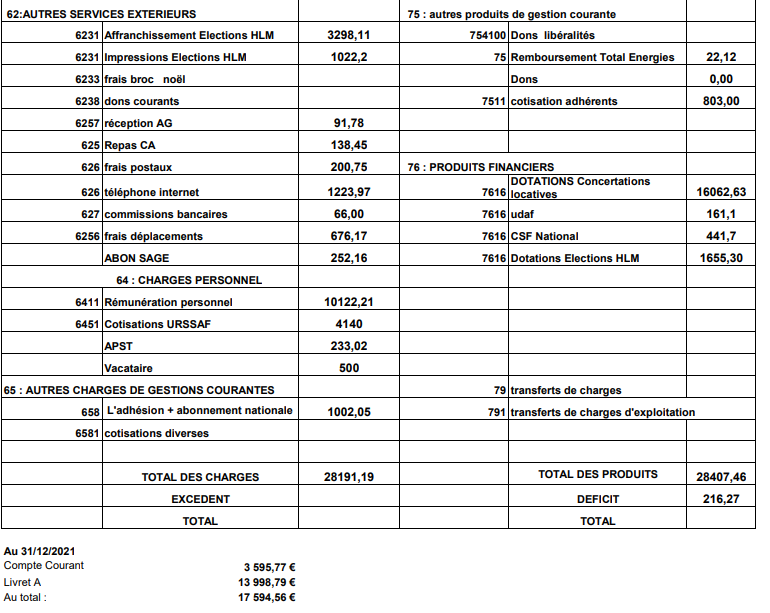 62:AUTRES SERVICES EXTERIEURS 75 : autres produits de gestion courante
6231 Affranchissement Elections HLM 3298,11 754100 Dons libéralités
6231 Impressions Elections HLM 1022,2 75 Remboursement Total Energies 22,12
6233 frais broc noël Dons 0,00
6238 dons courants 7511 cotisation adhérents 803,00
6257 réception AG 91,78
625 Repas CA 138,45
626 frais postaux 200,75 76 : PRODUITS FINANCIERS
626 téléphone internet 1223,97 7616 DOTATIONS Concertations locatives 16062,63
627 commissions bancaires 66,00 7616 udaf 161,1
6256 frais déplacements 676,17 7616 CSF National 441,7
ABON SAGE 252,16 7616 Dotations Elections HLM 1655,30
64 : CHARGES PERSONNEL
6411 Rémunération personnel 10122,21
6451 Cotisations URSSAF 4140
APST 233,02
Vacataire 500
65 : AUTRES CHARGES DE GESTIONS COURANTES 79 transferts de charges
658 L'adhésion + abonnement nationale 1002,05 791 transferts de charges d'exploitation
6581 cotisations diverses
TOTAL DES CHARGES 28191,19 TOTAL DES PRODUITS 28407,46
EXCEDENT DEFICIT 216,27
TOTAL TOTAL
Au 31/12/2021
Compte Courant 3 595,77 €
Livret A 13 998,79 €
Au total : 17 594,56 €